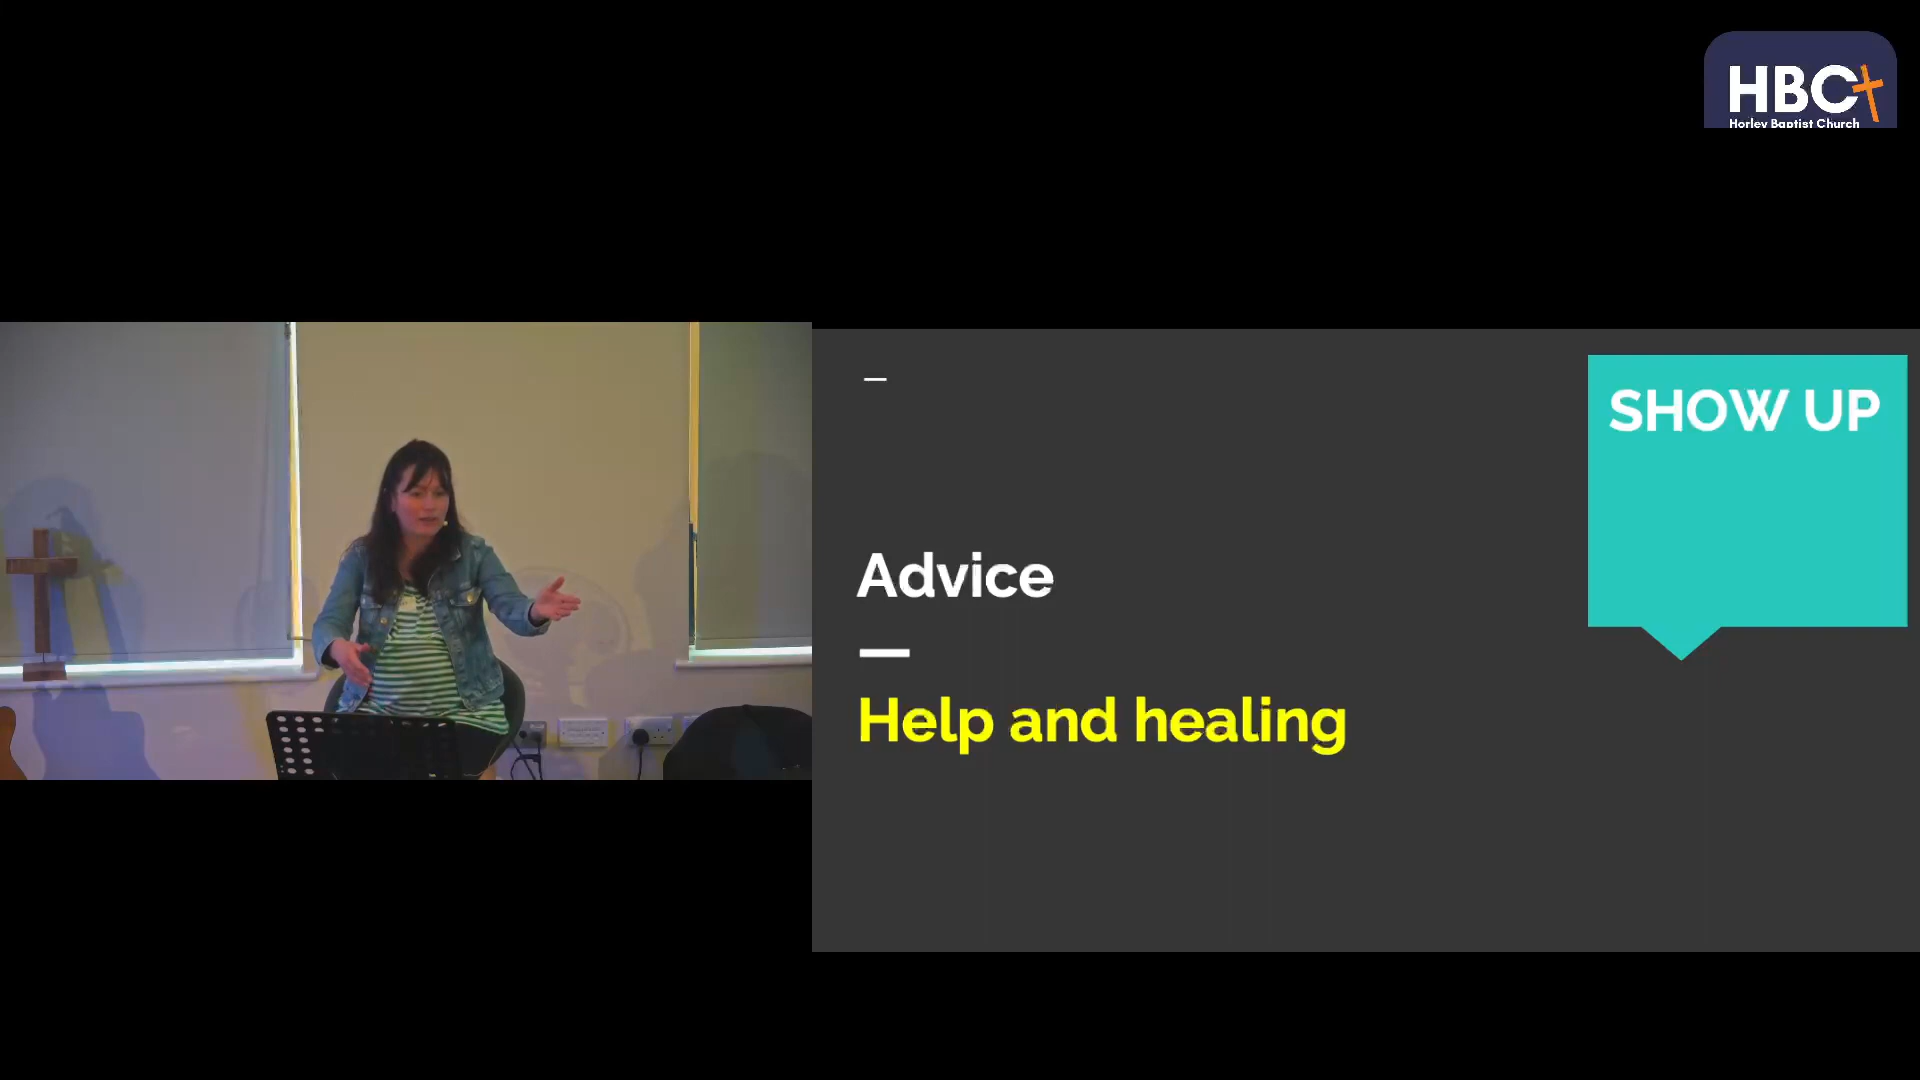 HBC
Horley Baptist Church
SHOW UP
Advice
Help and healing